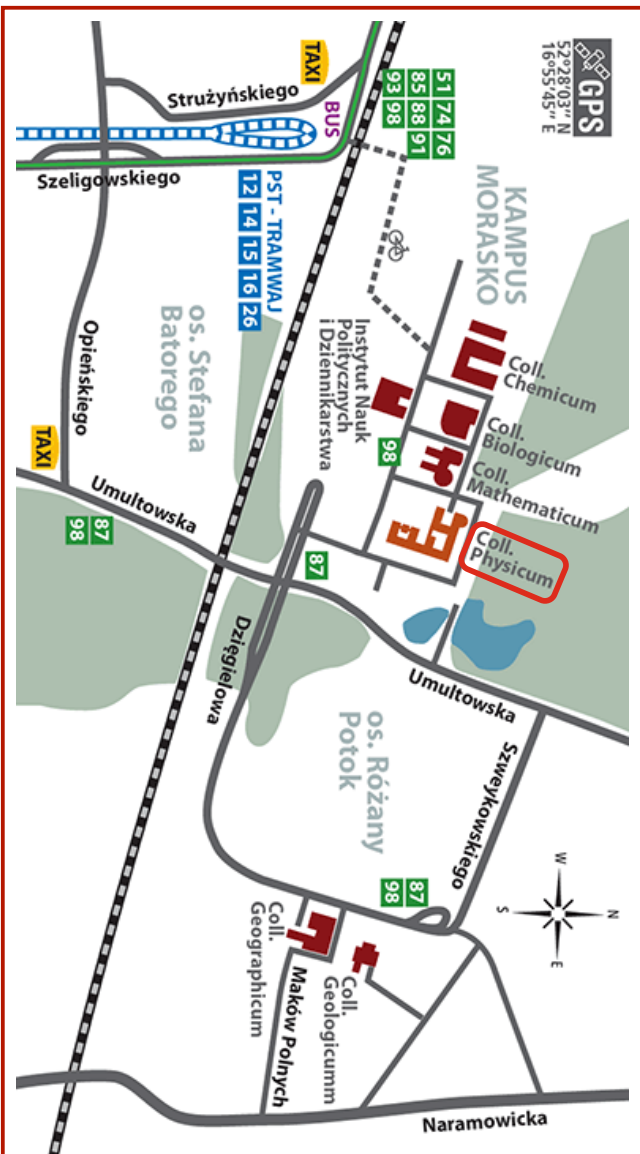 GPS
52°28'03'' N
16°55'45'' E
TAXI
Strużyńskiego
BUS
51 74 76
85 88 91
93 98
Szeligowskiego
PST - TRAMWAJ
12 14 15 16 26
KAMPUS
MORASKO
Coll.
Chemicum
Coll.
Biologicum
Coll.
Mathematicum
Coll.
Physicum
Instytut Nauk
Politycznych
i Dziennikarstwa
98
os. Stefana
Batorego
Opieńskiego
TAXI
Umultowska
87
98
87
Dzięgielowa
Umultowska
os. Różany
Potok
Szweykowskiego
N
W
E
S
87
98
Coll.
Geographicum
Coll.
Geologicumm
Maków Polnych
Naramowicka